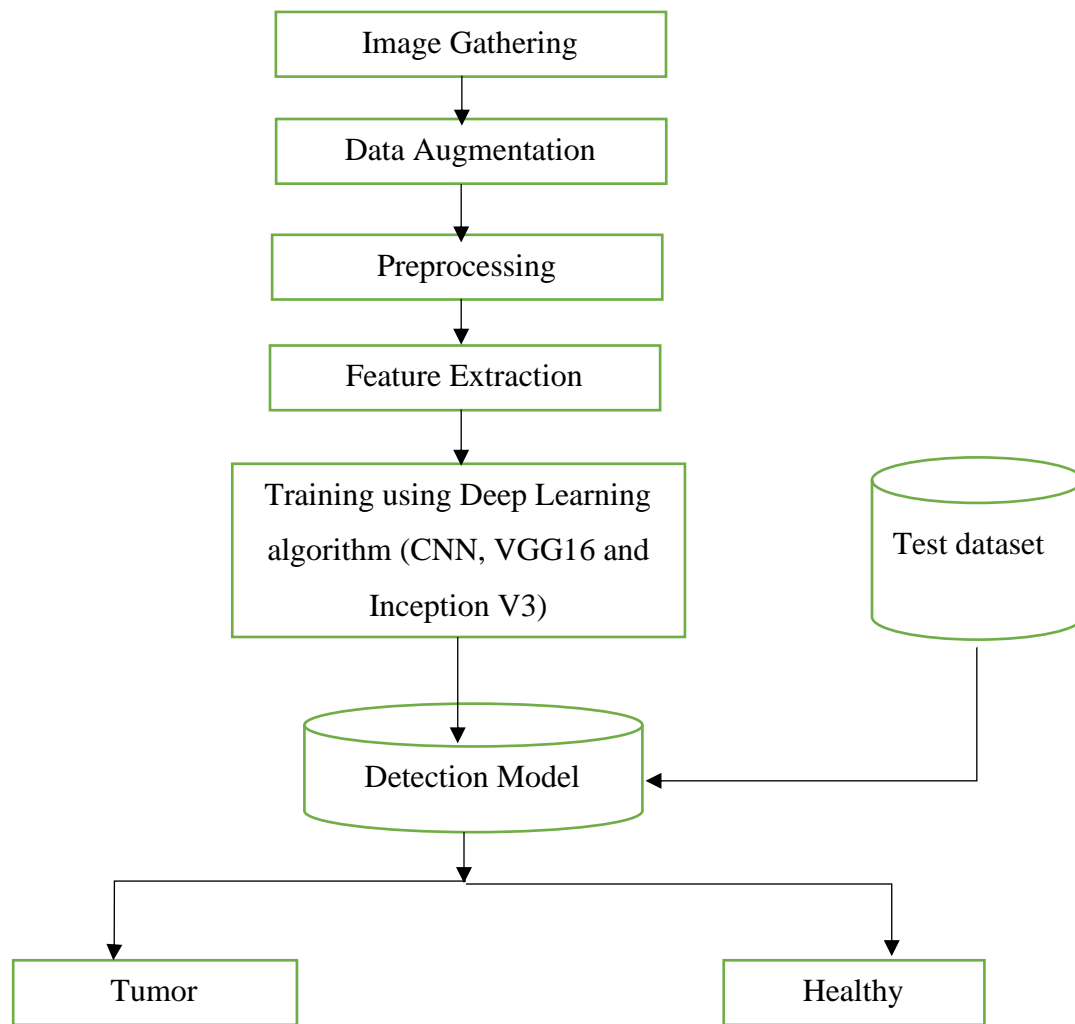 Image Gathering
Data Augmentation
Preprocessing
Feature Extraction
Training using Deep Learning
algorithm (CNN, VGG16 and
Inception V3)
Test dataset
Detection Model
Tumor
Healthy